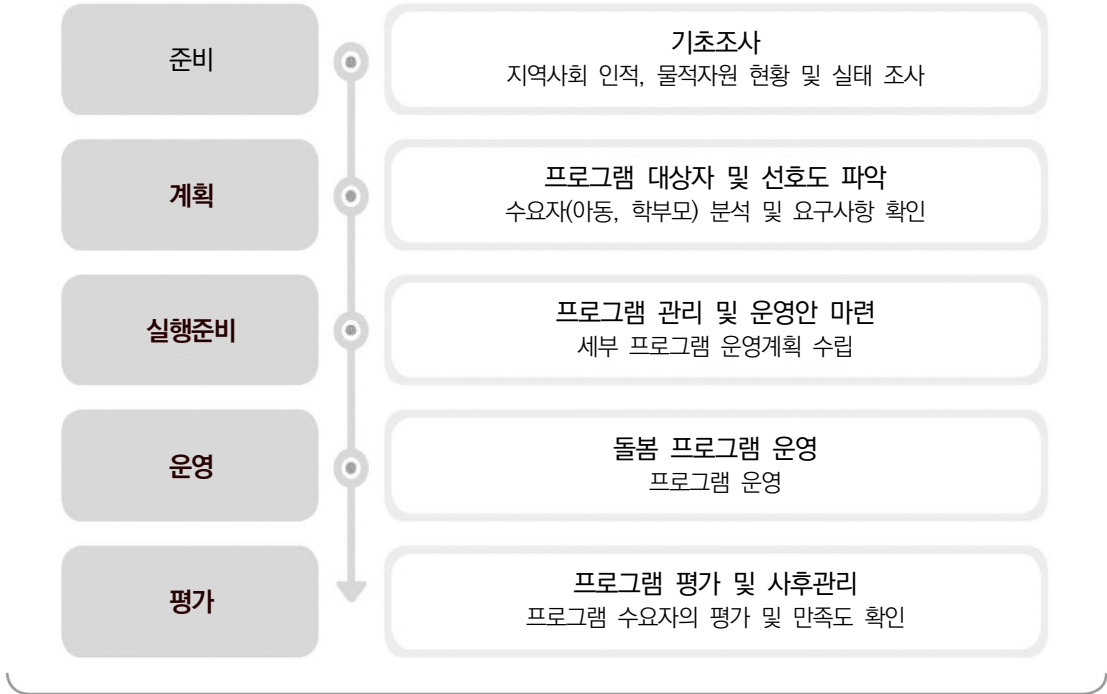 준비
기초조사
지역사회 인적, 물적자원 현황 및 실태 조사
계획
프로그램 대상자 및 선호도 파악
수요자(아동, 학부모) 분석 및 요구사항 확인
실행준비
프로그램 관리 및 운영안 마련
세부 프로그램 운영계획 수립
운영
돌봄 프로그램 운영
프로그램 운영
평가
프로그램 평가 및 사후관리
프로그램 수요자의 평가 및 만족도 확인